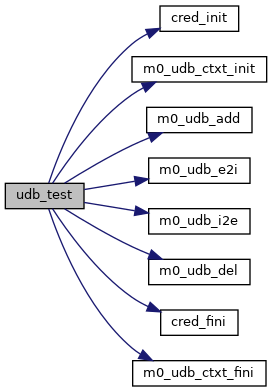 cred_init
m0_udb_ctxt_init
m0_udb_add
m0_udb_e2i
udb_test
m0_udb_i2e
m0_udb_del
cred_fini
m0_udb_ctxt_fini